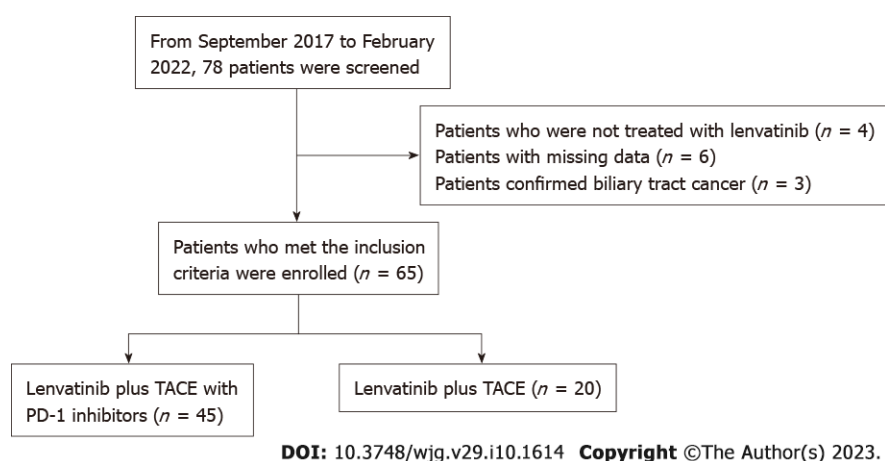 From September 2017 to February
2022, 78 patients were screened
Patients who were not treated with lenvatinib (n = 4)
Patients with missing data (n = 6)
Patients confirmed biliary tract cancer (n = 3)
Patients who met the inclusion
criteria were enrolled (n = 65)
Lenvatinib plus TACE with
PD-1 inhibitors (n = 45)
Lenvatinib plus TACE (n = 20)
DOI: 10.3748/wjg.v29.i10.1614 Copyright ©The Author(s) 2023.